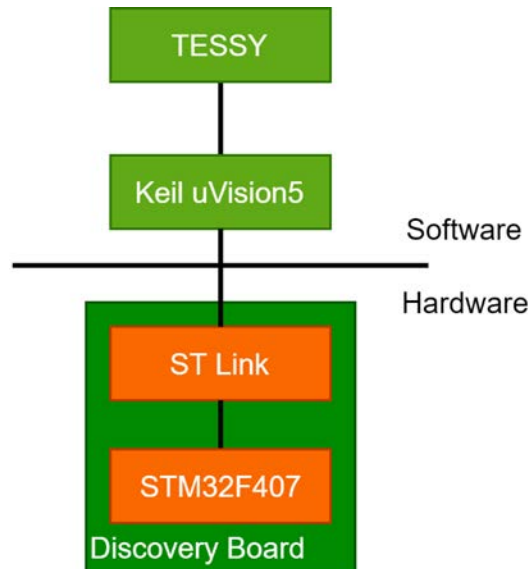 TESSY
Keil uVision5
Software
Hardware
ST Link
STM32F407
Discovery Board